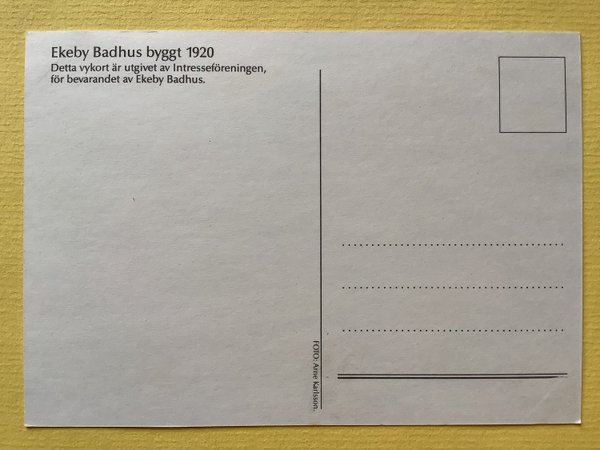 Ekeby Badhus byggt 1920
Detta vykort är utgivet av Intresseföreningen,
för bevarandet av Ekeby Badhus.
FOTO: Arne Karlsson.